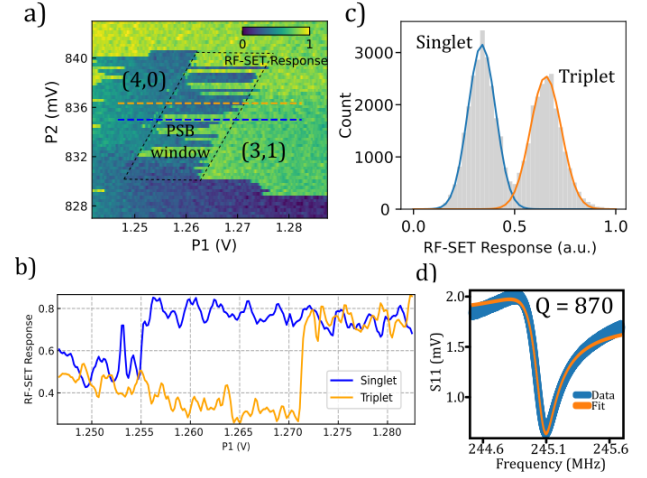 a)
0
1
RF-SET Response
(4,0)
PSB
window
(3,1)
840
836
832
828
P2 (mV)
1.25
1.26
1.27
1.28
P1 (V)
c)
Singlet
Triplet
3000
2000
1000
0
Count
0.0
0.5
1.0
RF-SET Response (a.u.)
b)
0.8
0.6
0.4
RF-SET Response
Singlet
Triplet
1.250
1.255
1.260
1.265
1.270
1.275
1.280
P1 (V)
d)
Q = 870
2.0
1.5
1.0
S11 (mV)
Data
Fit
244.6
245.1
245.6
Frequency (MHz)